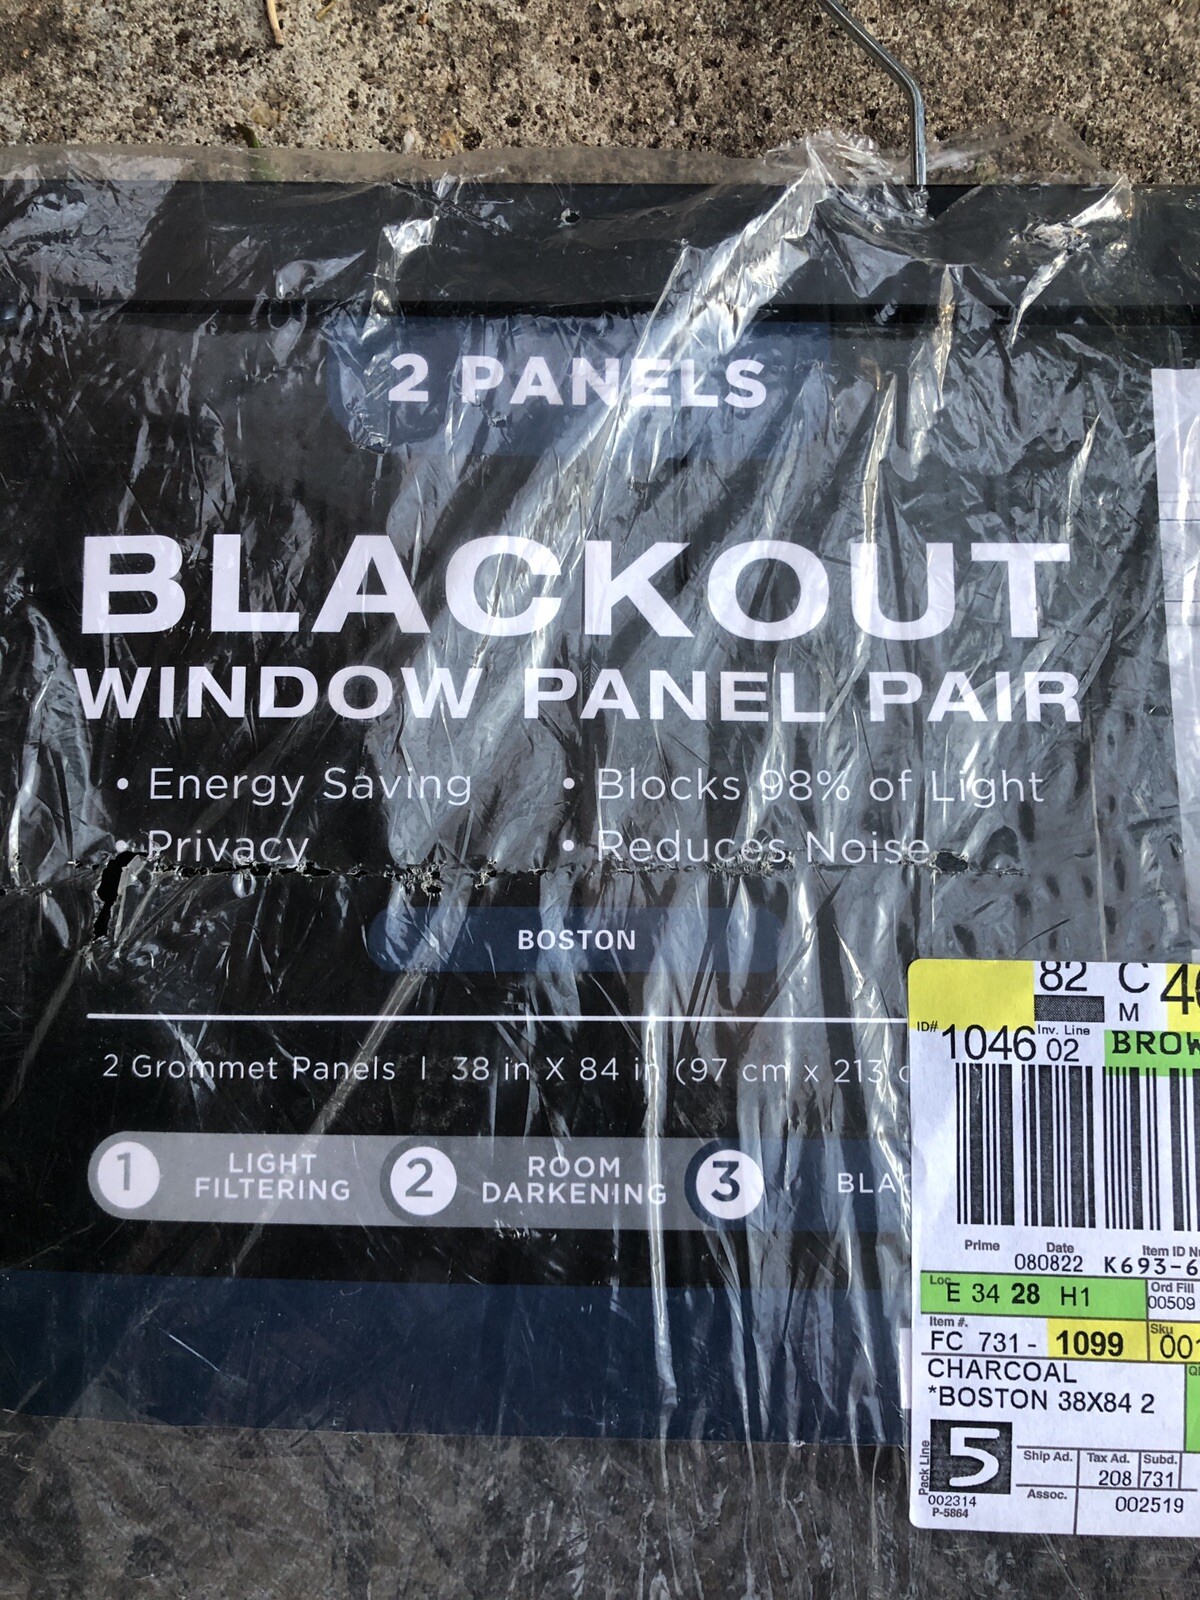 2 PANELS
BLACKOUT
WINDOW PANEL PAIR
• Energy Saving • Blocks 98% of Light
• Privacy • Reduces Noise
BOSTON
2 Grommet Panels | 38 in X 84 in (97 cm x 213
1 LIGHT FILTERING 2 ROOM DARKENING 3
82 C
M
ID# 1046 Inv. Line 02
Prime Date Item ID
080822 K693-6
Loc E 34 28 H1 Ord Fill 00509
Item #. FC 731 - 1099 Sku 00
CHARCOAL
*BOSTON 38X84 2
Pack Line 5 Ship Ad. Tax Ad. Subd.
208 731
Assoc. 002519
002314
P-5864